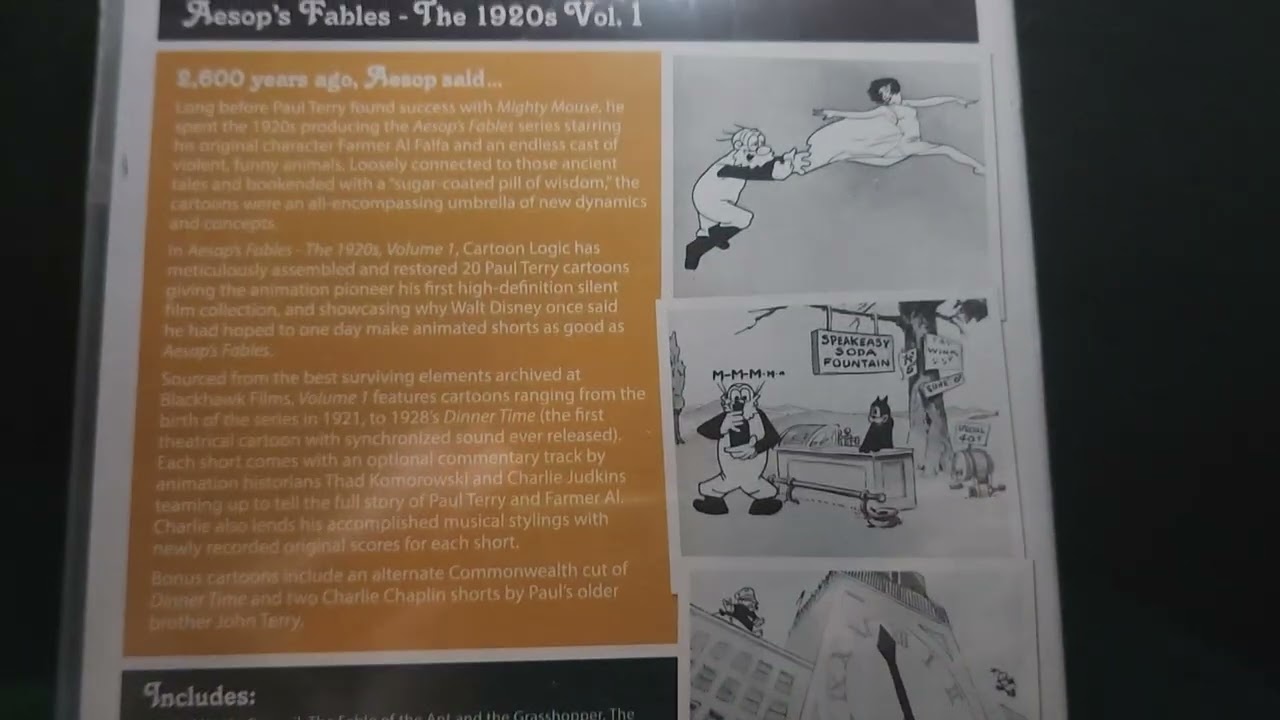 Aesop's Fables - The 1920s Vol. 1
2,600 years ago, Aesop said...
Long before Paul Terry found success with Mighty Mouse, he
spent the 1920s producing the Aesop's Fables series starring
his original character Farmer Al Falfa and an endless cast of
violent, funny animals. Loosely connected to those ancient
tales and bookended with a "sugar-coated pill of wisdom," the
cartoons were an all-encompassing umbrella of new dynamics
and concepts.
In Aesop's Fables - The 1920s, Volume 1, Cartoon Logic has
meticulously assembled and restored 20 Paul Terry cartoons
giving the animation pioneer his first high-definition silent
film collection, and showcasing why Walt Disney once said
he had hoped to one day make animated shorts as good as
Aesop's Fables.
Sourced from the best surviving elements archived at
Blackhawk Films, Volume 1 features cartoons ranging from the
birth of the series in 1921, to 1928's Dinner Time (the first
theatrical cartoon with synchronized sound ever released).
Each short comes with an optional commentary track by
animation historians Thad Komorowski and Charlie Judkins
teaming up to tell the full story of Paul Terry and Farmer Al.
Charlie also lends his accomplished musical stylings with
newly recorded original scores for each short.
Bonus cartoons include an alternate Commonwealth cut of
Dinner Time and two Charlie Chaplin shorts by Paul's older
brother John Terry.
Includes:
The Fable of the Ant and the Grasshopper, The
SPEAKEASY
SODA
FOUNTAIN
M-M-M-M-M
SPECIAL
40¢